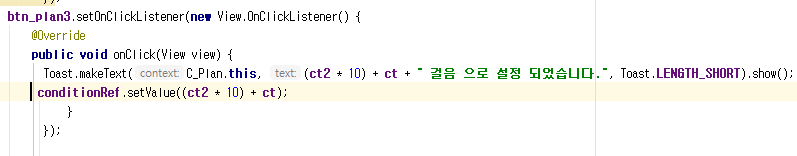 btn_plan3.setOnClickListener(new View.OnClickListener() {
@Override
public void onClick(View view) {
Toast.makeText( context: C_Plan.this, text: (ct2 * 10) + ct + " 걸음 으로 설정 되었습니다.", Toast.LENGTH_SHORT).show();
conditionRef.setValue((ct2 * 10) + ct);
}
});